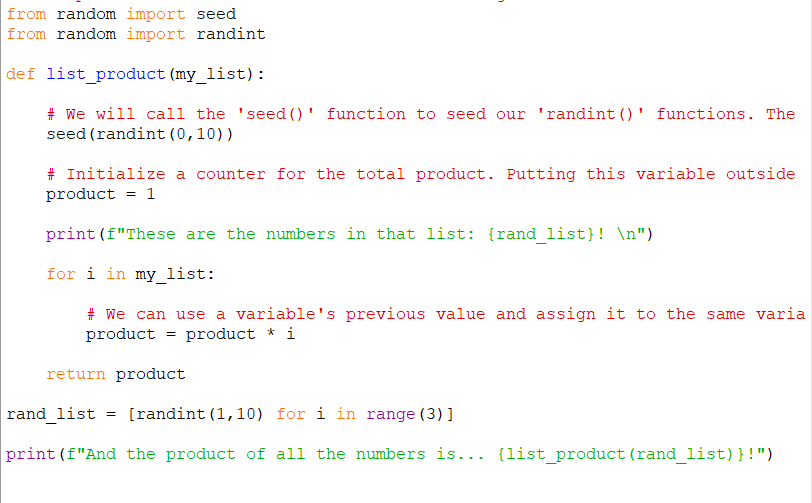 from random import seed
from random import randint
def list_product(my_list):
# We will call the 'seed()' function to seed our 'randint()' functions. The
seed(randint(0,10))
# Initialize a counter for the total product. Putting this variable outside
product = 1
print(f"These are the numbers in that list: {rand_list}! \n")
for i in my_list:
# We can use a variable's previous value and assign it to the same varia
product = product * i
return product
rand_list = [randint(1,10) for i in range(3)]
print(f"And the product of all the numbers is... {list_product(rand_list)}!")